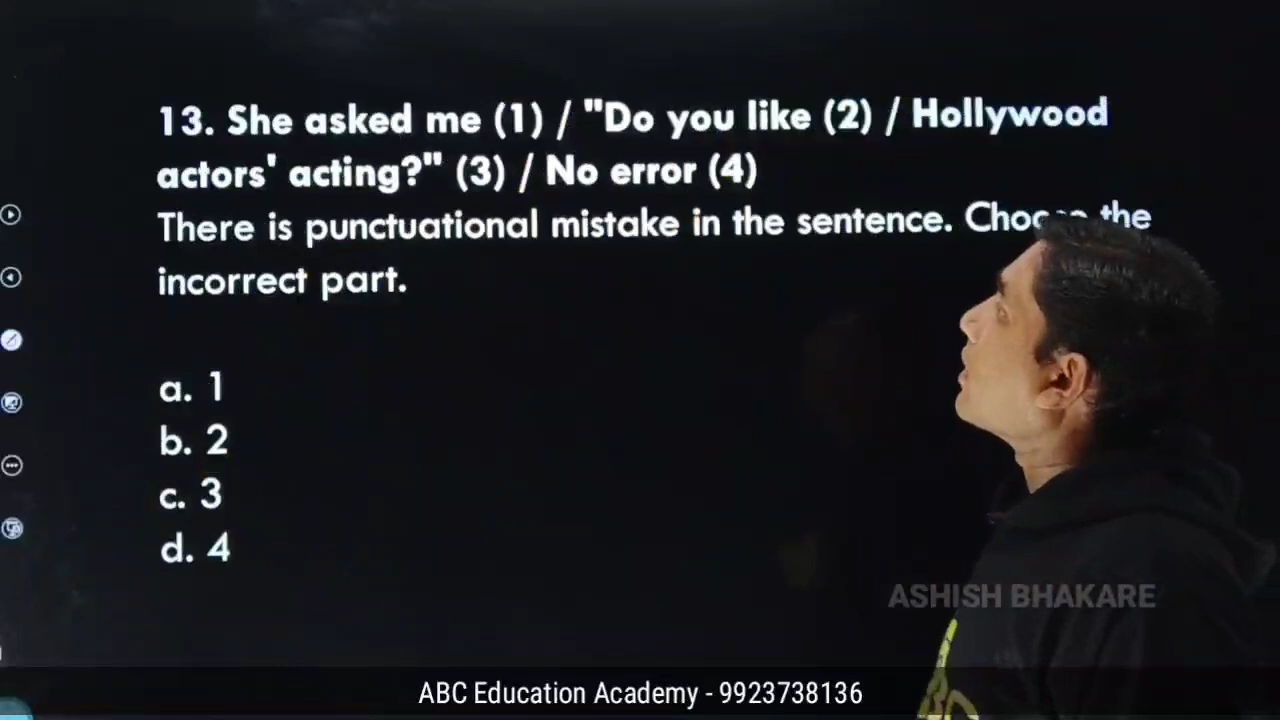 13. She asked me (1) / "Do you like (2) / Hollywood
actors' acting?" (3) / No error (4)
There is punctuational mistake in the sentence. the
incorrect part.
a. 1
b. 2
c. 3
d. 4
ASHISH BHAKARE
ABC Education Academy - 9923738136